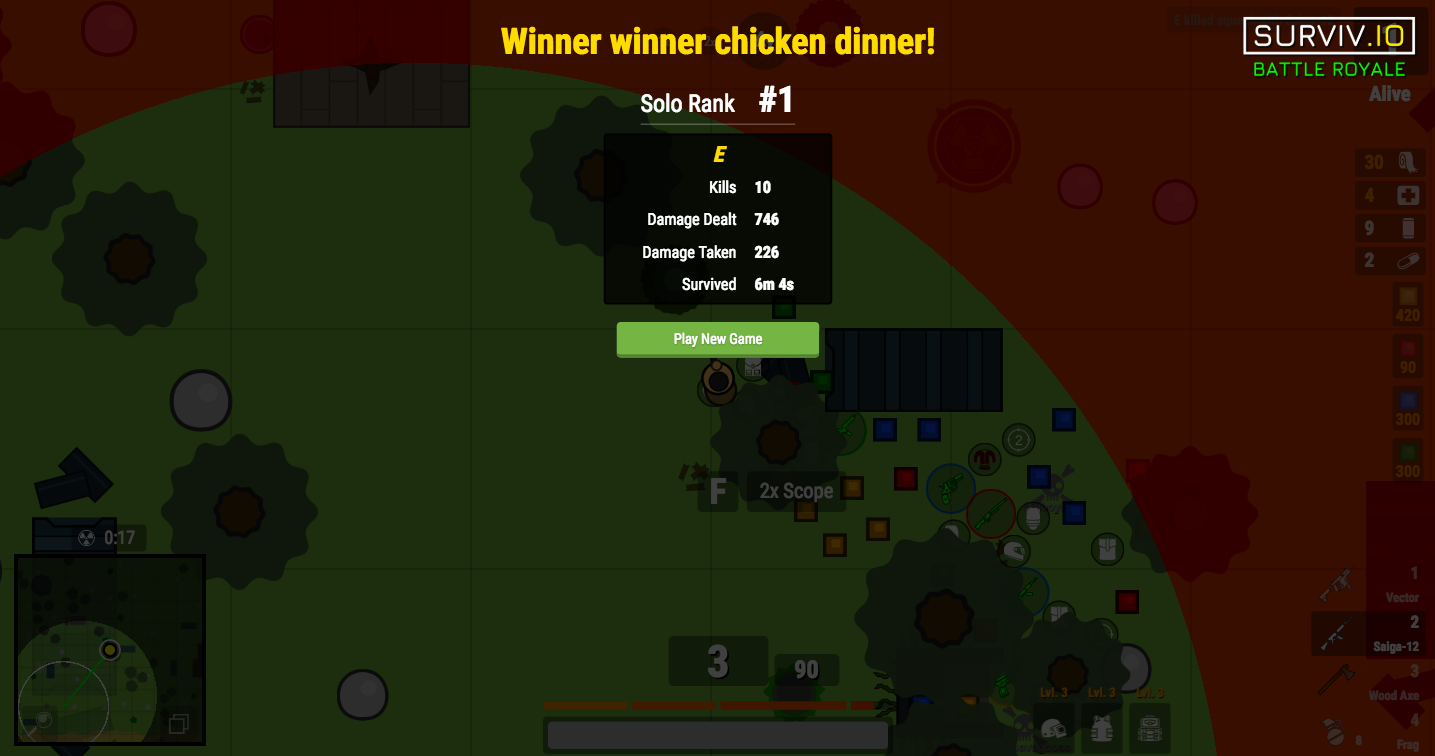 Winner winner chicken dinner!
SURVIV.IO
BATTLE ROYALE
Alive
Solo Rank #1
E
Kills 10
Damage Dealt 746
Damage Taken 226
Survived 6m 4s
Play New Game
30
4
9
2
420
90
300
300
2
F 2x Scope
0:17
1
Vector
2
Saiga-12
3
Wood Axe
4
8 Frag
3 90
Lvl. 3 Lvl. 3 Lvl. 3